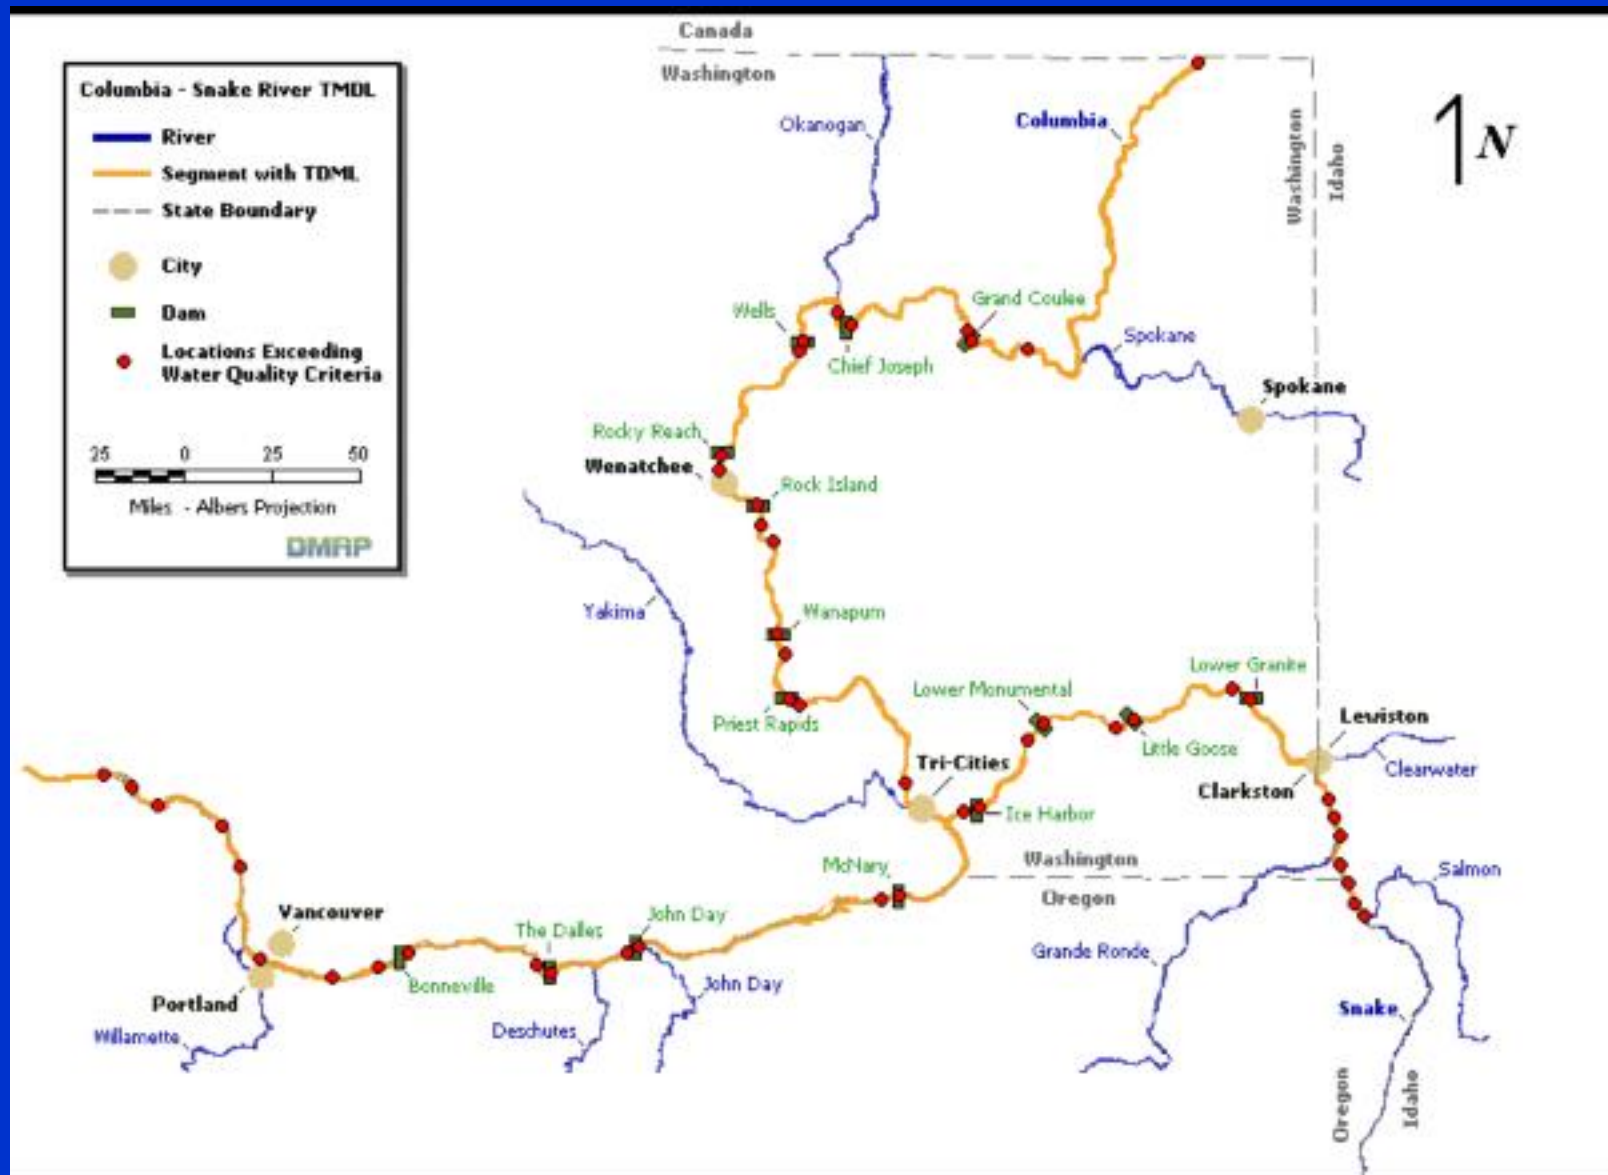 Canada
Washington
Columbia - Snake River TMDL
River
Segment with TDML
State Boundary
City
Dam
Locations Exceeding
Water Quality Criteria
25 0 25 50
Miles - Albers Projection
DMAP
N
Okanogan
Columbia
Washington
Idaho
Wells
Grand Coulee
Chief Joseph
Spokane
Spokane
Rocky Reach
Wenatchee
Rock Island
Yakima
Wanapum
Priest Rapids
Lower Monumental
Lower Granite
Little Goose
Lewiston
Clearwater
Clarkston
Tri-Cities
Ice Harbor
McNary
Washington
Oregon
Salmon
Vancouver
The Dalles
John Day
Grande Ronde
Bonneville
John Day
Portland
Willamette
Deschutes
Snake
Oregon
Idaho